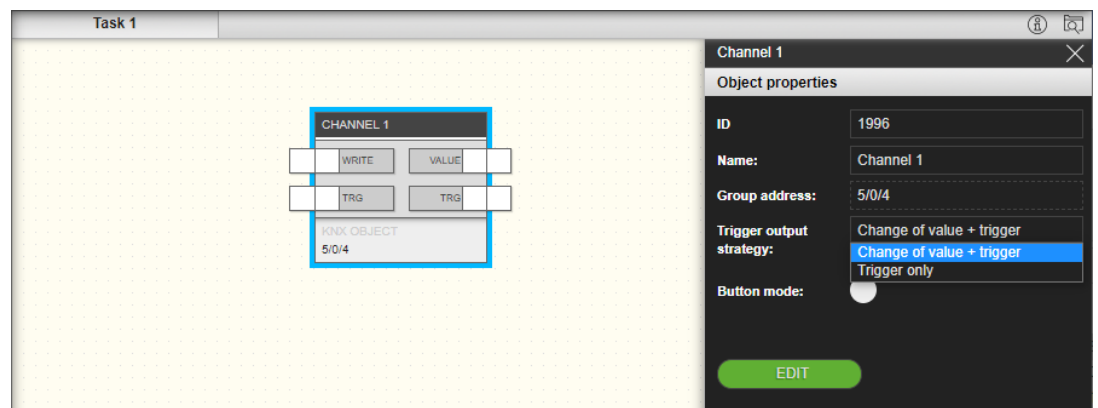 Task 1
CHANNEL 1
WRITE VALUE
TRG TRG
KNX OBJECT
5/0/4
Channel 1
Object properties
ID 1996
Name: Channel 1
Group address: 5/0/4
Trigger output strategy: Change of value + trigger
Change of value + trigger
Trigger only
Button mode:
EDIT